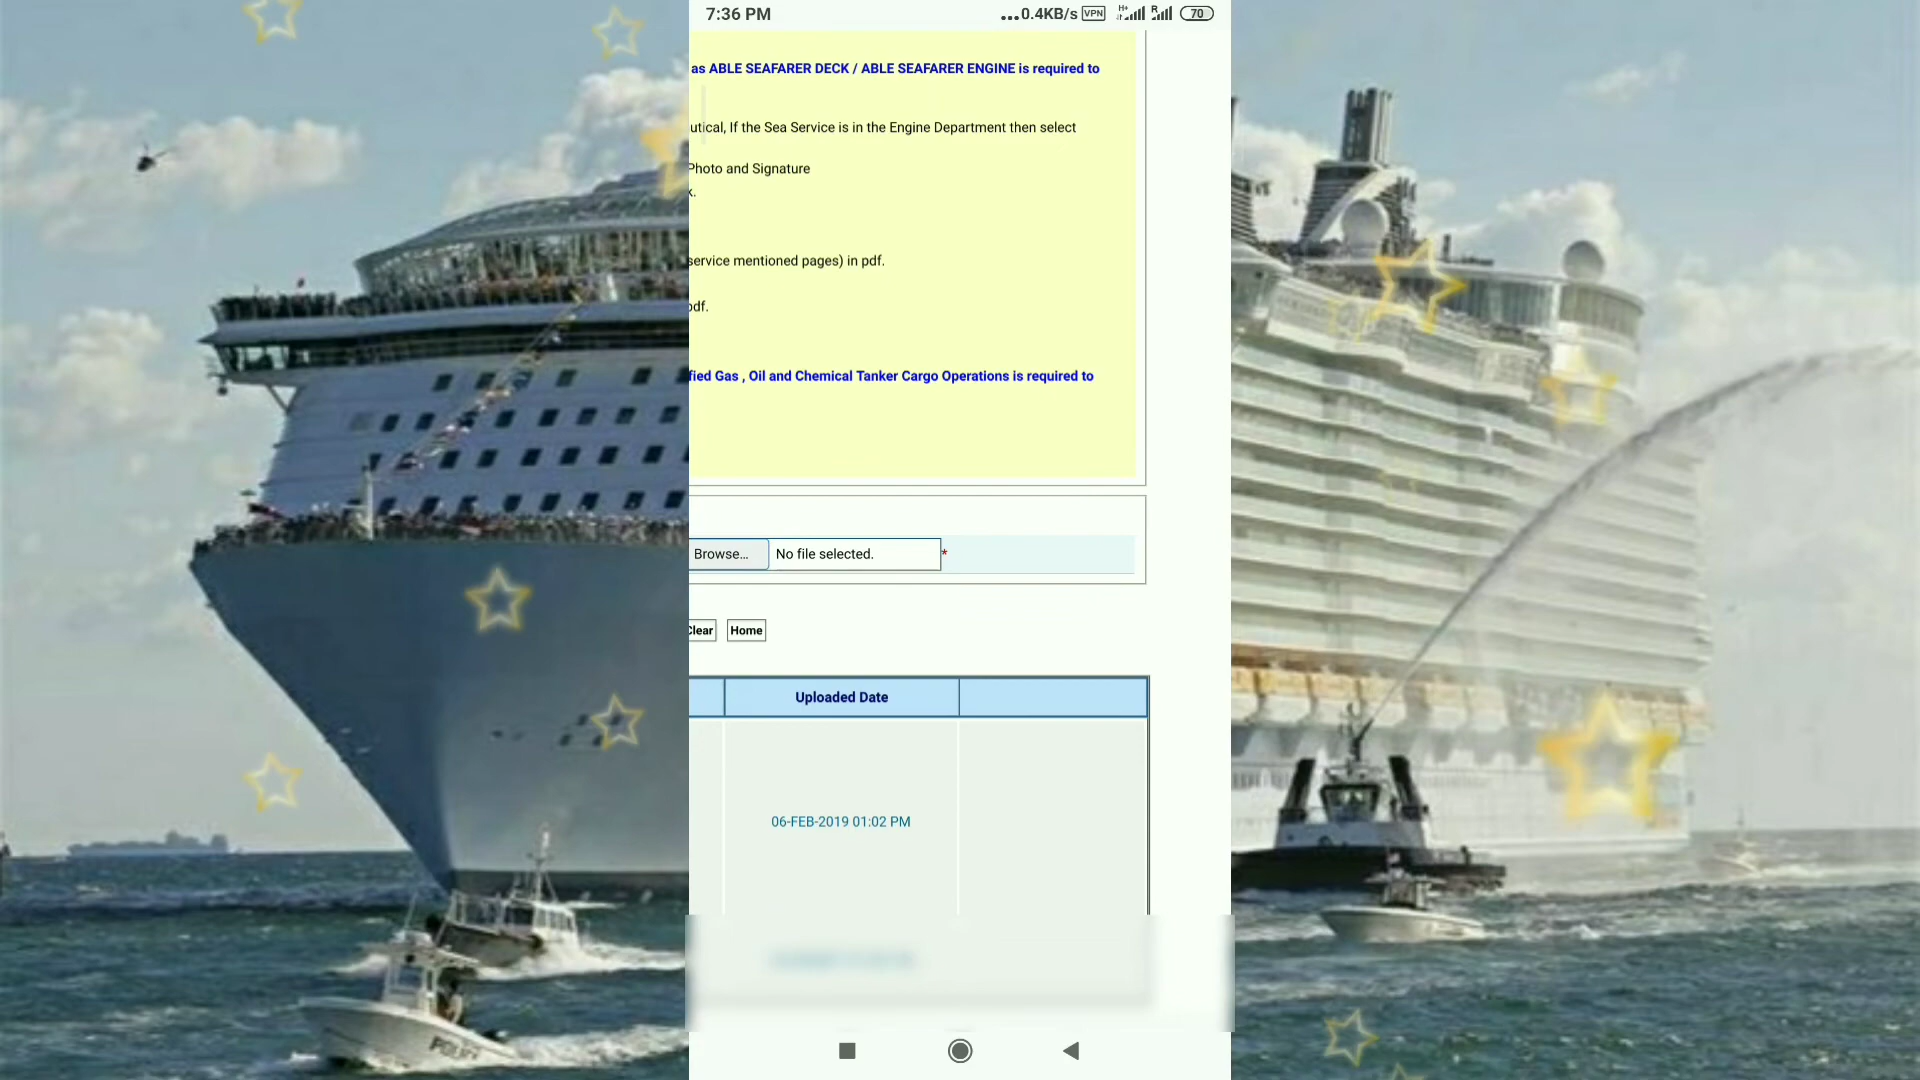 7:36 PM
...0.4KB/s VPN H+ R 70
as ABLE SEAFARER DECK / ABLE SEAFARER ENGINE is required to
utical, If the Sea Service is in the Engine Department then select
Photo and Signature
k.
service mentioned pages) in pdf.
pdf.
fied Gas , Oil and Chemical Tanker Cargo Operations is required to
Browse... No file selected. *
Clear Home
Uploaded Date
06-FEB-2019 01:02 PM
POLICE